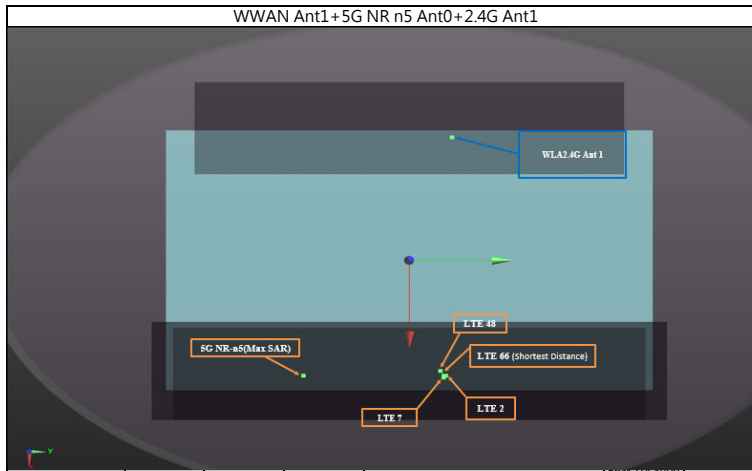 WWAN Ant1+5G NR n5 Ant0+2.4G Ant1
WLA2.4G Ant 1
LTE 48
5G NR-n5(Max SAR)
LTE 66 (Shortest Distance)
LTE 2
LTE 7
Y